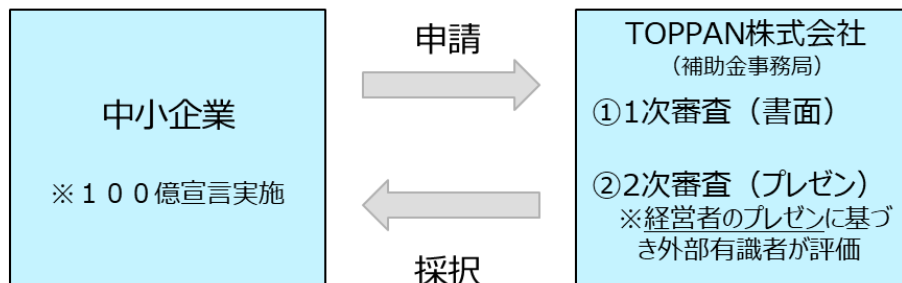 中小企業
※１００億宣言実施
申請
採択
TOPPAN株式会社
（補助金事務局）
①1次審査（書面）
②2次審査（プレゼン）
※経営者のプレゼンに基づ
き外部有識者が評価